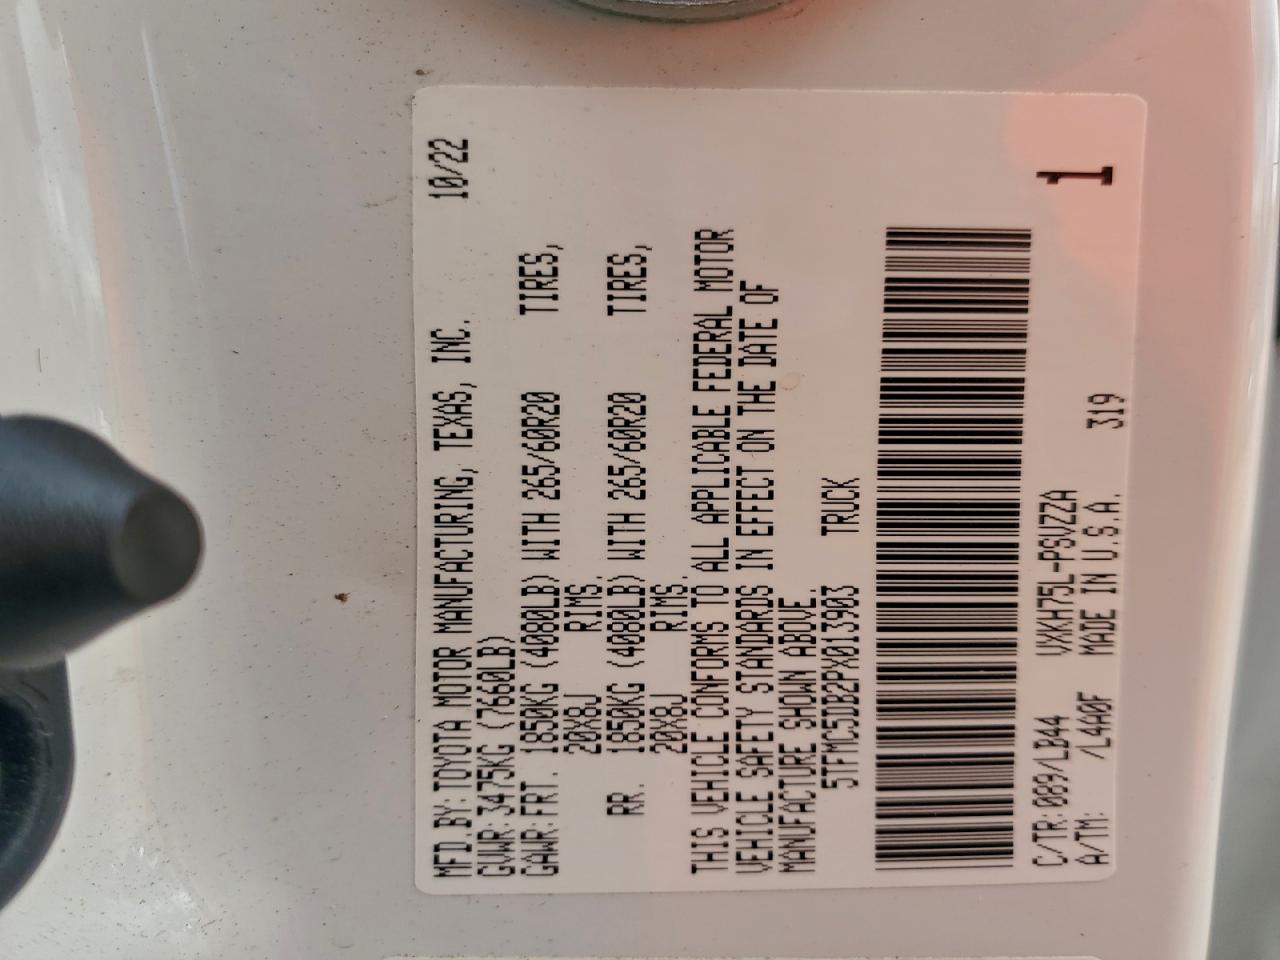 MFD.BY:TOYOTA MOTOR MANUFACTURING, TEXAS, INC. 10/22
GVWR:3475KG (7660LB)
GAWR:FRT. 1850KG (4080LB) WITH 265/60R20 TIRES,
20X8J RIMS.
RR. 1850KG (4080LB) WITH 265/60R20 TIRES,
20X8J RIMS.
THIS VEHICLE CONFORMS TO ALL APPLICABLE FEDERAL MOTOR
VEHICLE SAFETY STANDARDS IN EFFECT ON THE DATE OF
MANUFACTURE SHOWN ABOVE
5TFMC5DB2PX013903 TRUCK
C/TR:089/LB44 VXKH75L-PSVZZA 1
A/TM: /L4A0F MADE IN U.S.A. 319